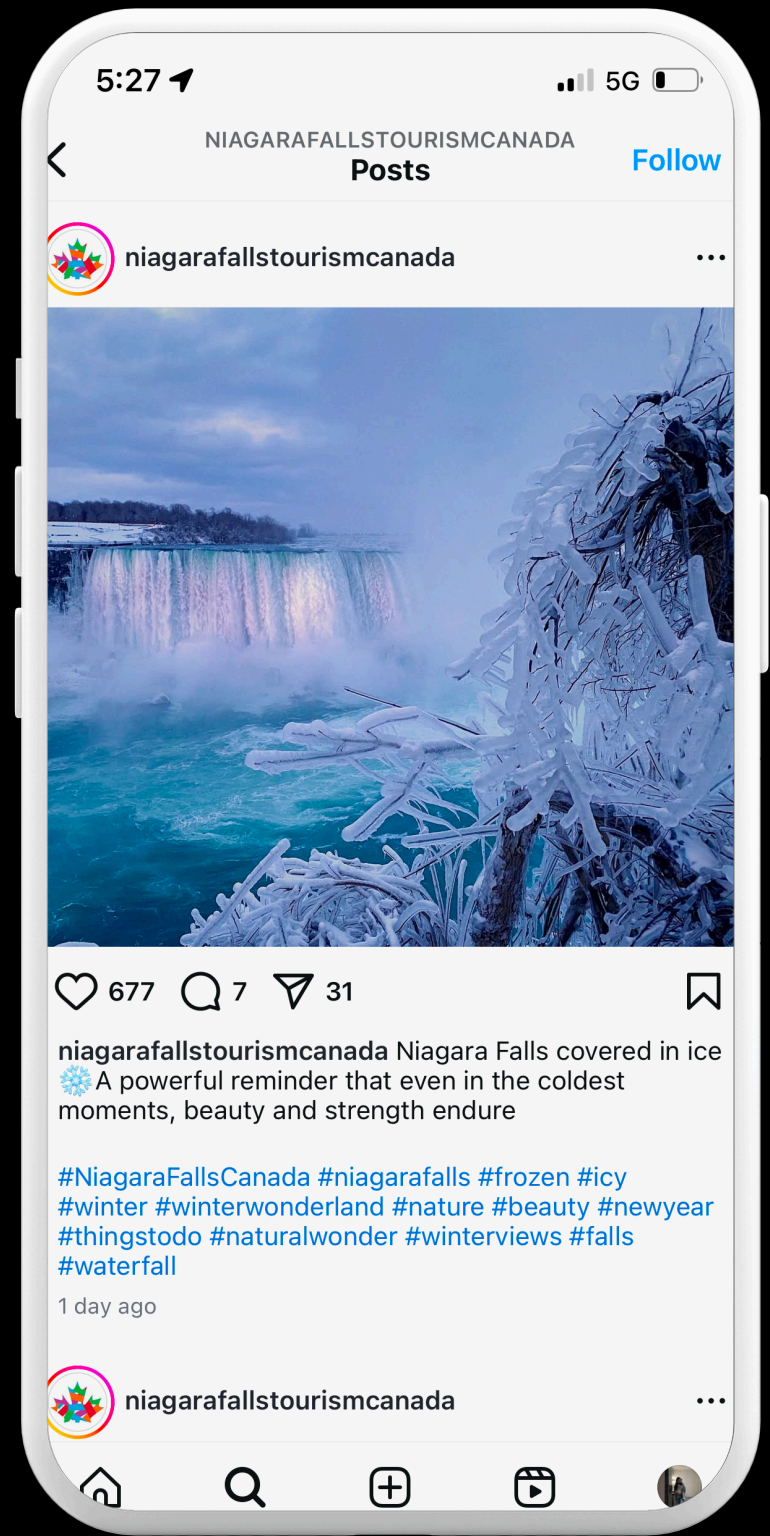 5:27 5G
NIAGARAFALLSTOURISMCANADA
Posts
Follow
niagarafallstourismcanada
677 7 31
niagarafallstourismcanada Niagara Falls covered in ice
❄️A powerful reminder that even in the coldest
moments, beauty and strength endure
#NiagaraFallsCanada #niagarafalls #frozen #icy
#winter #winterwonderland #nature #beauty #newyear
#thingstodo #naturalwonder #winterviews #falls
#waterfall
1 day ago
niagarafallstourismcanada